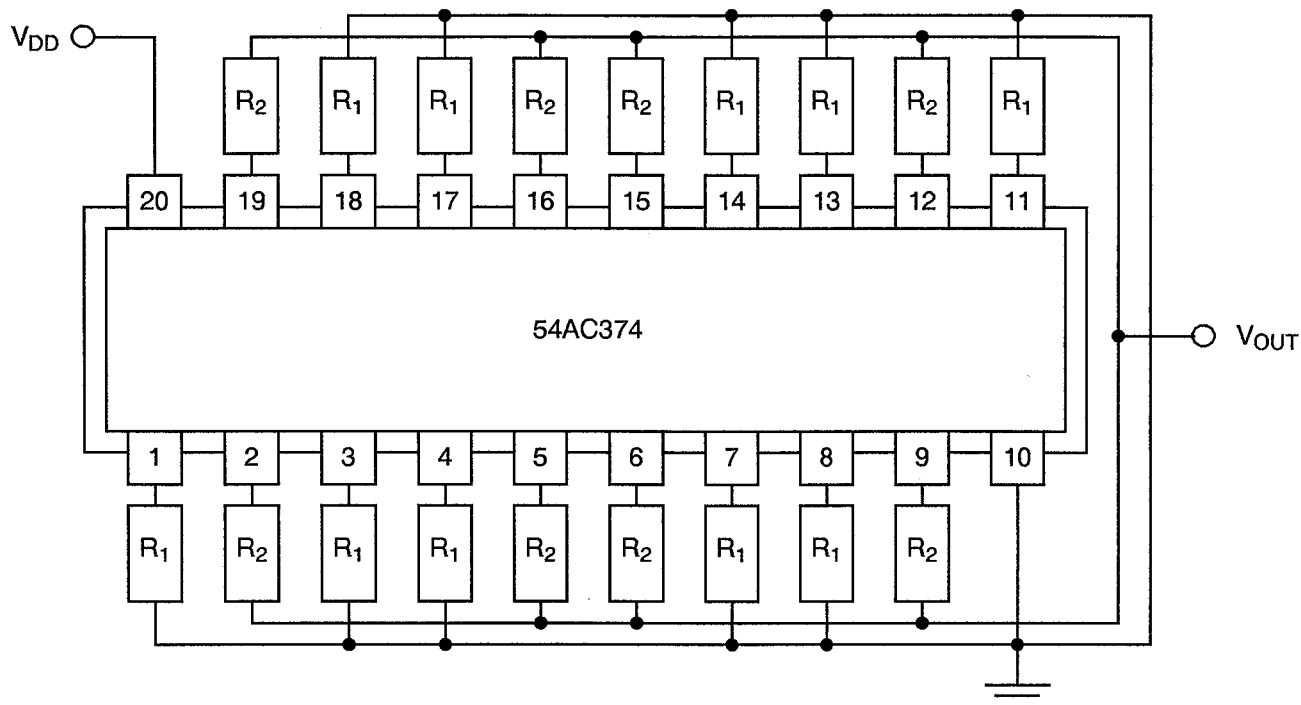 V_DD
R₂ R₁ R₁ R₂ R₂ R₁ R₁ R₂ R₁
20 19 18 17 16 15 14 13 12 11
54AC374
V_OUT
1 2 3 4 5 6 7 8 9 10
R₁ R₂ R₁ R₁ R₂ R₂ R₁ R₁ R₂